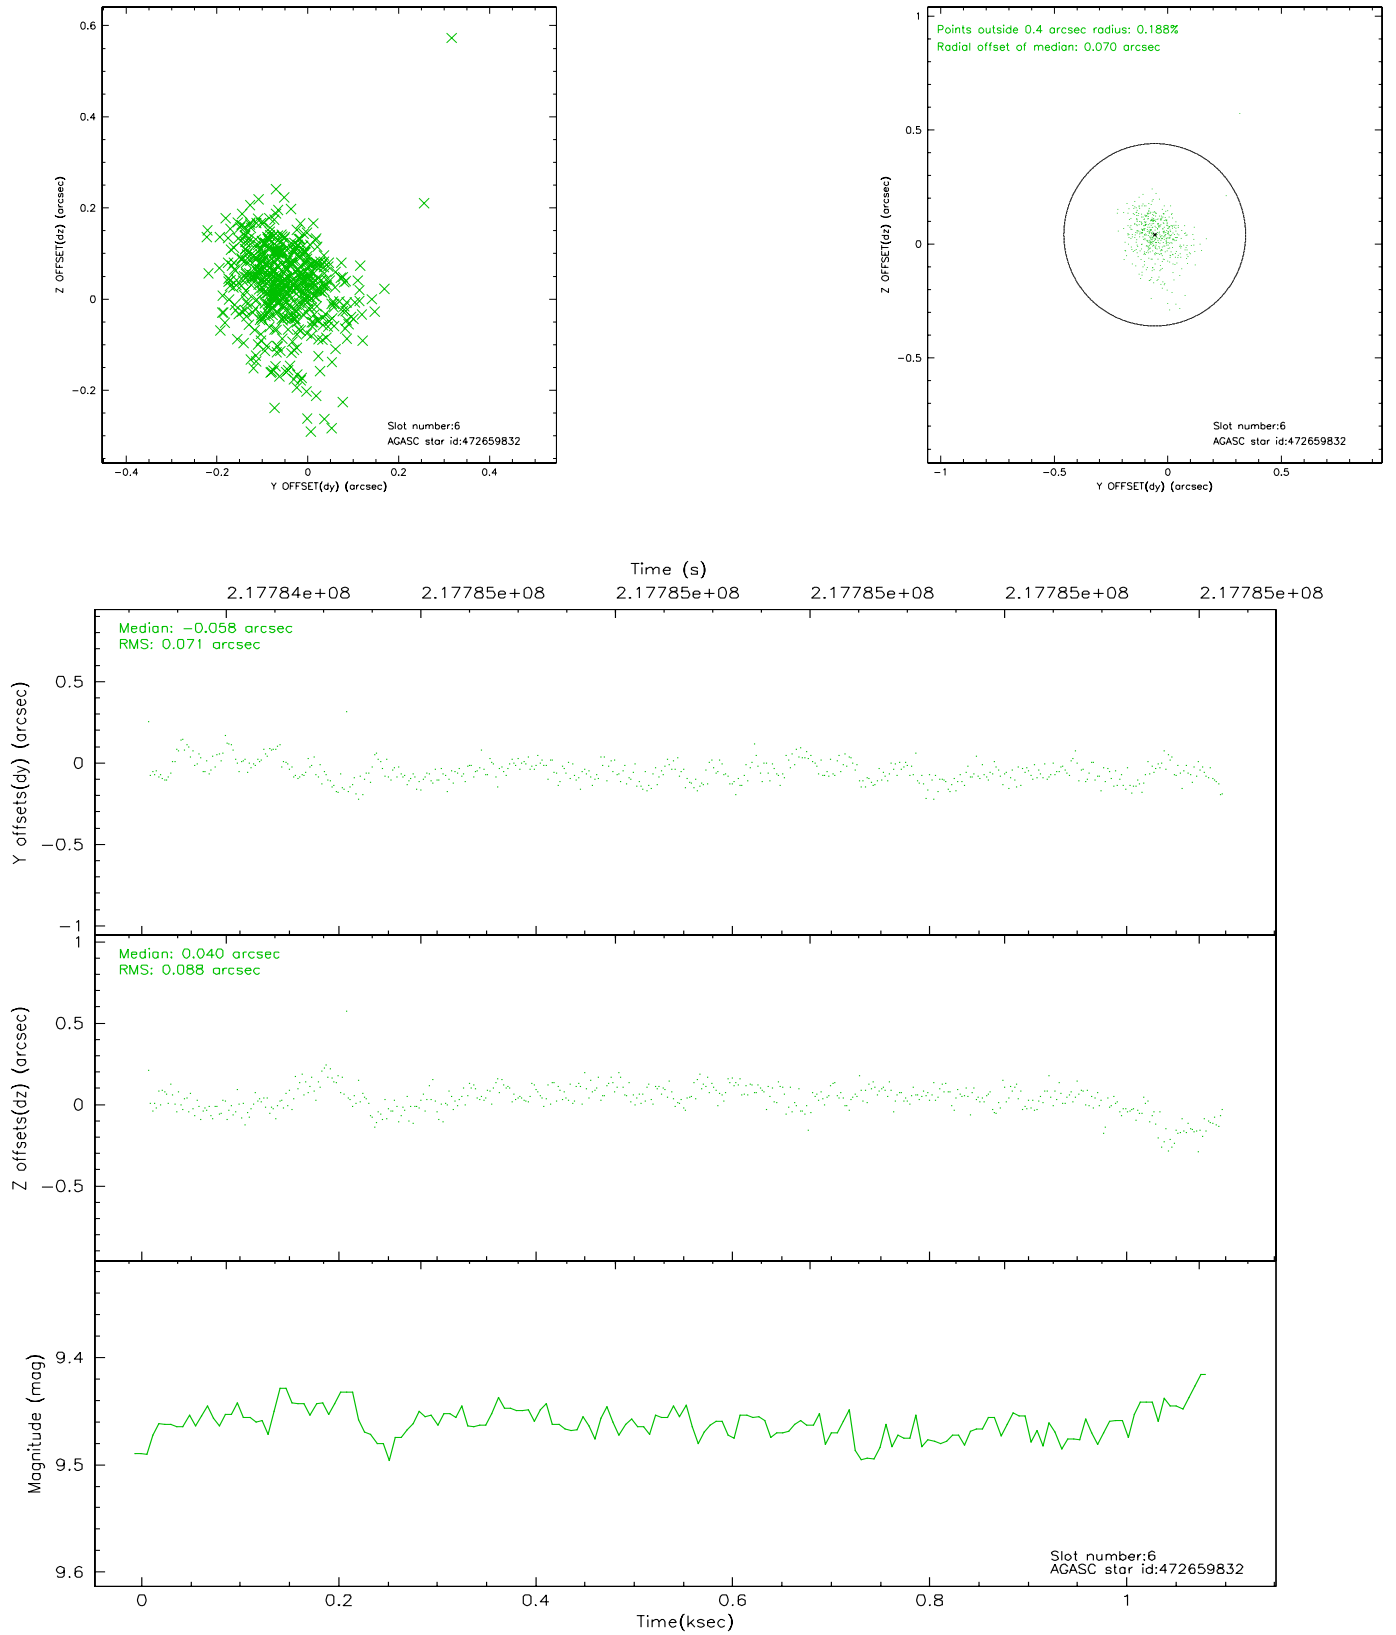 0.6
0.4
0.2
0
−0.2
Z OFFSET(dz) (arcsec)
Slot number:6
AGASC star id:472659832
−0.4 −0.2 0 0.2 0.4
Y OFFSET(dy) (arcsec)
Points outside 0.4 arcsec radius: 0.188%
Radial offset of median: 0.070 arcsec
1
0.5
0
−0.5
Z OFFSET(dz) (arcsec)
Slot number:6
AGASC star id:472659832
−1 −0.5 0 0.5
Y OFFSET(dy) (arcsec)
Time (s)
2.17784e+08 2.17785e+08 2.17785e+08 2.17785e+08 2.17785e+08 2.17785e+08
Median: −0.058 arcsec
RMS: 0.071 arcsec
0.5
0
−0.5
−1
Y offsets(dy) (arcsec)
Median: 0.040 arcsec
RMS: 0.088 arcsec
1
0.5
0
−0.5
Z offsets(dz) (arcsec)
9.4
9.5
9.6
Magnitude (mag)
Slot number:6
AGASC star id:472659832
0 0.2 0.4 0.6 0.8 1
Time(ksec)